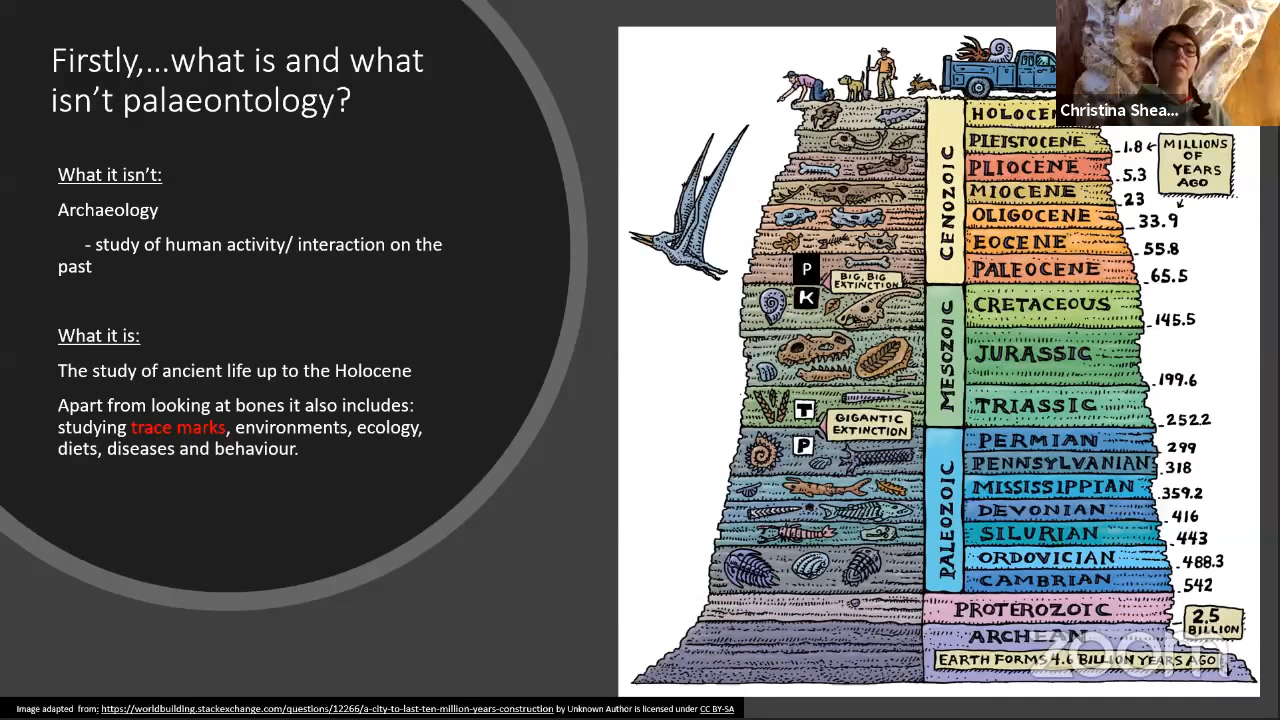 Firstly,...what is and what
isn't palaeontology?
What it isn't:
Archaeology
- study of human activity/ interaction on the
past
What it is:
The study of ancient life up to the Holocene
Apart from looking at bones it also includes:
studying trace marks, environments, ecology,
diets, diseases and behaviour.
Christina Shea...
CENOZOIC
MESOZOIC
PALEOZOIC
HOLOCEN
PLEISTOCENE
PLIOCENE
MIOCENE
OLIGOCENE
EOCENE
PALEOCENE
CRETACEOUS
JURASSIC
TRIASSIC
PERMIAN
PENNSYLVANIAN
MISSISSIPPIAN
DEVONIAN
SILURIAN
ORDOVICIAN
CAMBRIAN
PROTEROZOIC
ARCHEAN
EARTH FORMS 4.6 BILLION YEARS AGO
MILLIONS
OF
YEARS
AGO
1.8
5.3
23
33.9
55.8
65.5
145.5
199.6
252.2
299
318
359.2
416
443
488.3
542
2.5
BILLION
P
BIG, BIG
EXTINCTION
K
T
GIGANTIC
EXTINCTION
P
zoom
Image adapted from: https://worldbuilding.stackexchange.com/questions/12266/a-city-to-last-ten-million-years-construction by Unknown Author is licensed under CC BY-SA